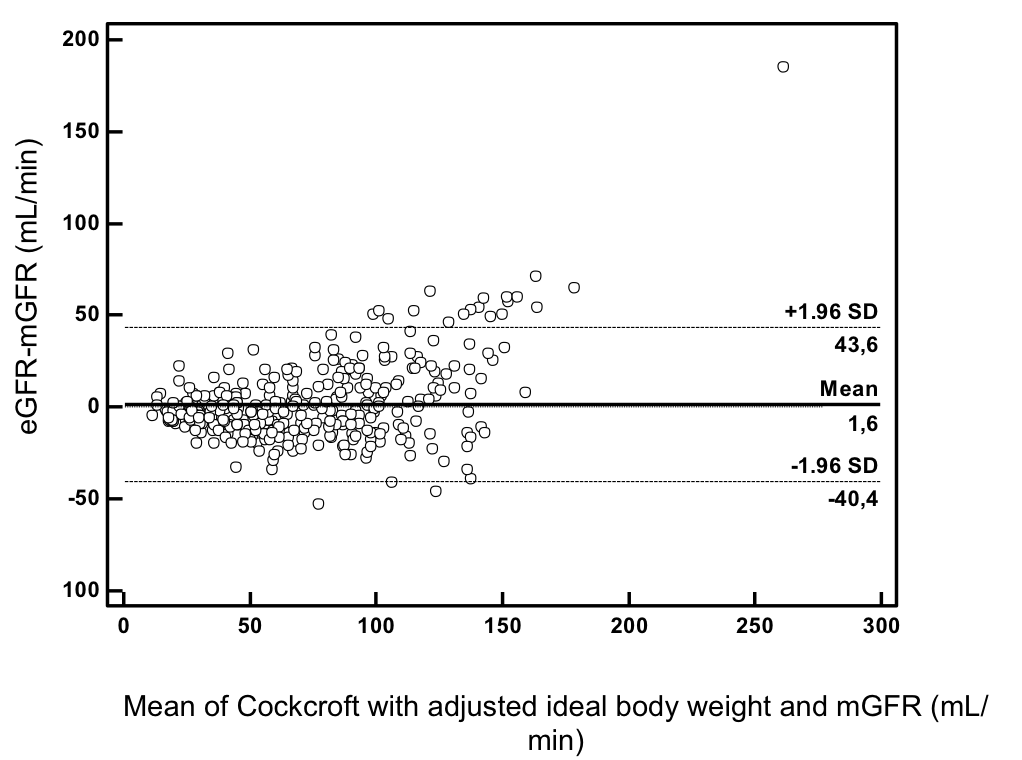 200
150
100
50
0
-50
100
eGFR-mGFR (mL/min)
+1.96 SD
43,6
Mean
1,6
-1.96 SD
-40,4
0 50 100 150 200 250 300
Mean of Cockcroft with adjusted ideal body weight and mGFR (mL/
min)